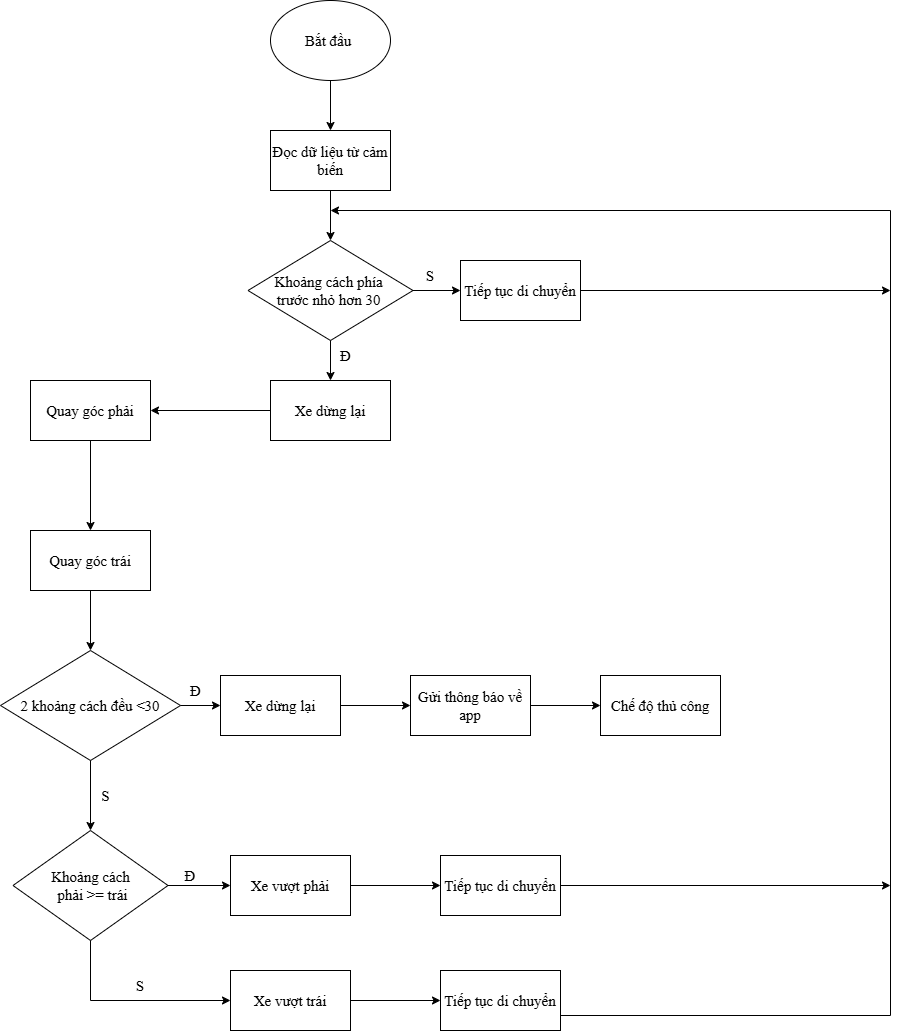 Bắt đầu
Đọc dữ liệu từ cảm
biến
Khoảng cách phía
trước nhỏ hơn 30
S
Tiếp tục di chuyển
Đ
Quay góc phải
Xe dừng lại
Quay góc trái
2 khoảng cách đều <30
Đ
Xe dừng lại
Gửi thông báo về
app
Chế độ thủ công
S
Khoảng cách
phải >= trái
Đ
Xe vượt phải
Tiếp tục di chuyển
S
Xe vượt trái
Tiếp tục di chuyển